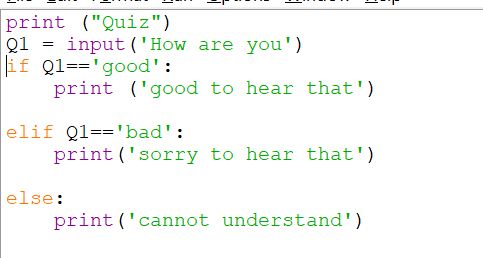 print ("Quiz")
Q1 = input('How are you')
if Q1=='good':
    print ('good to hear that')
elif Q1=='bad':
    print('sorry to hear that')
else:
    print('cannot understand')